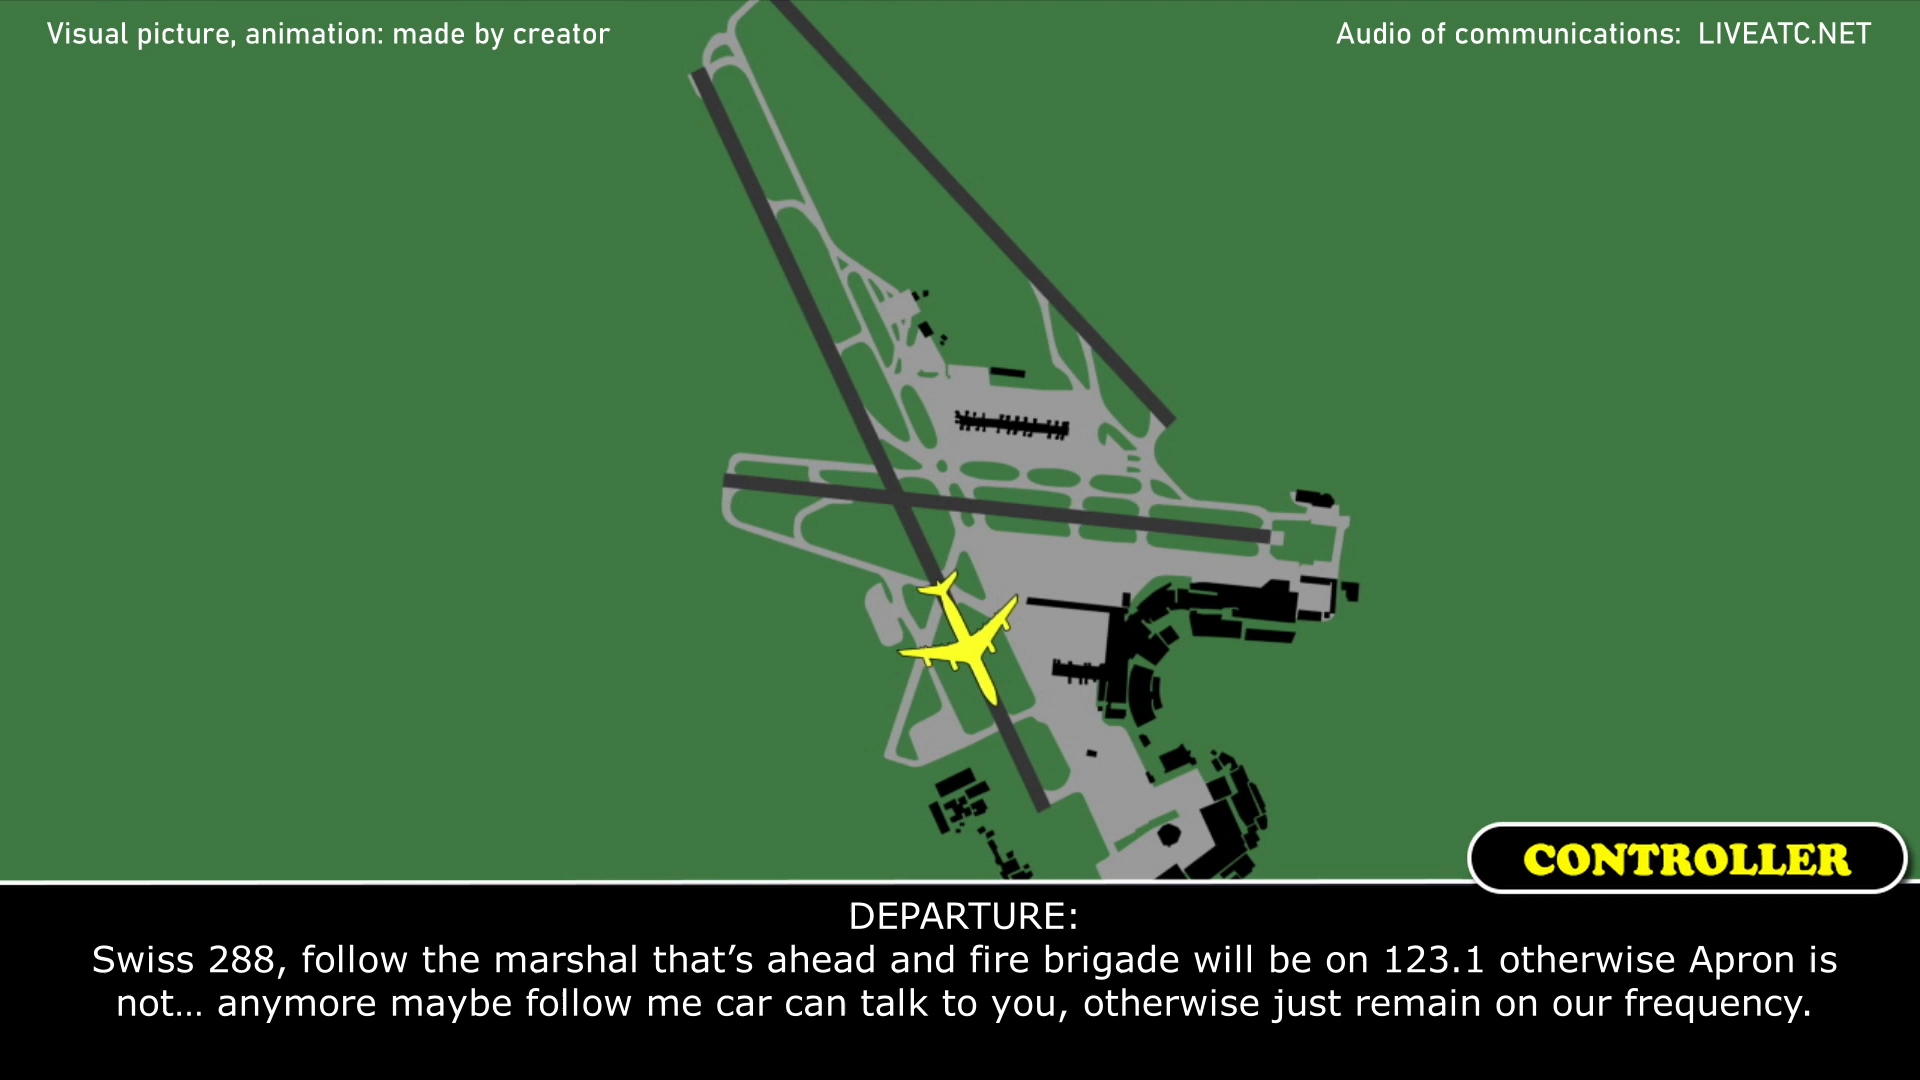 Visual picture, animation: made by creator
Audio of communications: LIVEATC.NET
CONTROLLER
DEPARTURE:
Swiss 288, follow the marshal that’s ahead and fire brigade will be on 123.1 otherwise Apron is
not… anymore maybe follow me car can talk to you, otherwise just remain on our frequency.